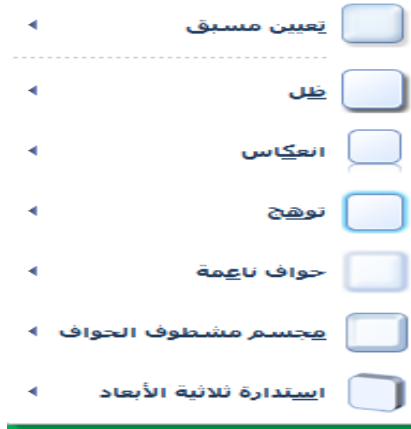 تعيين مسبق
ظل
انعكاس
توهج
حواف ناعمة
مجسم مشطوف الحواف
استدارة ثلاثية الأبعاد